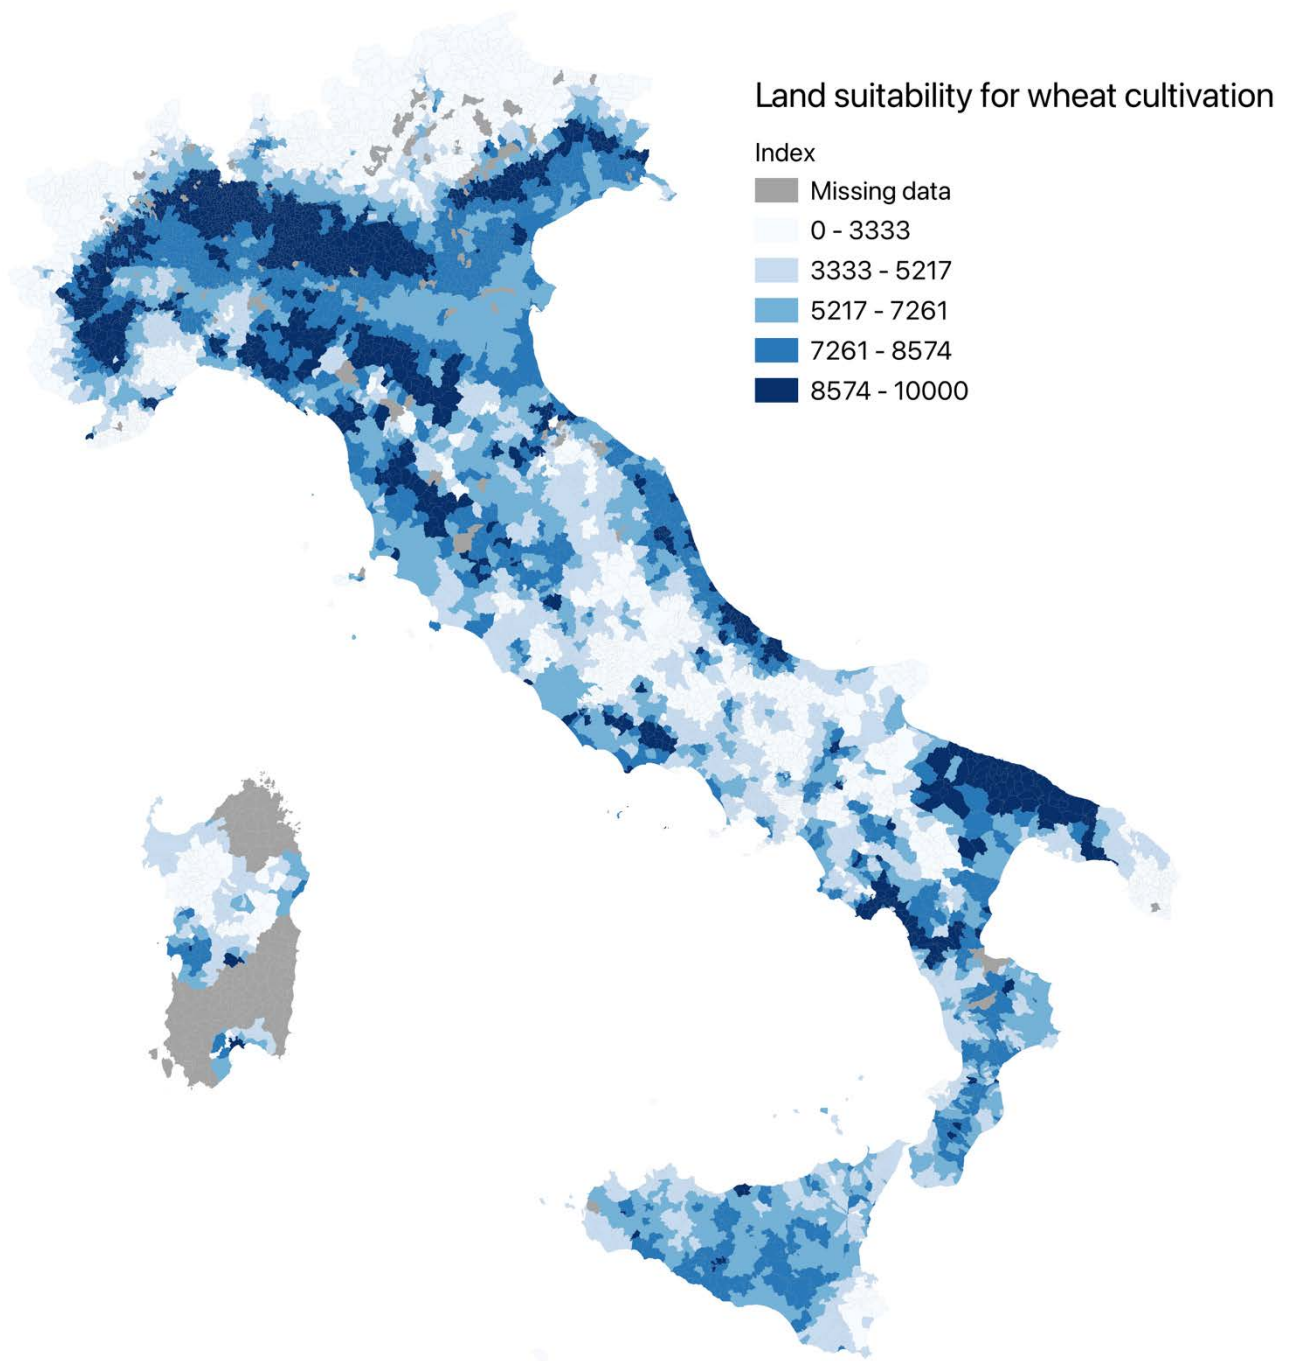 Land suitability for wheat cultivation
Index
Missing data
0 - 3333
3333 - 5217
5217 - 7261
7261 - 8574
8574 - 10000